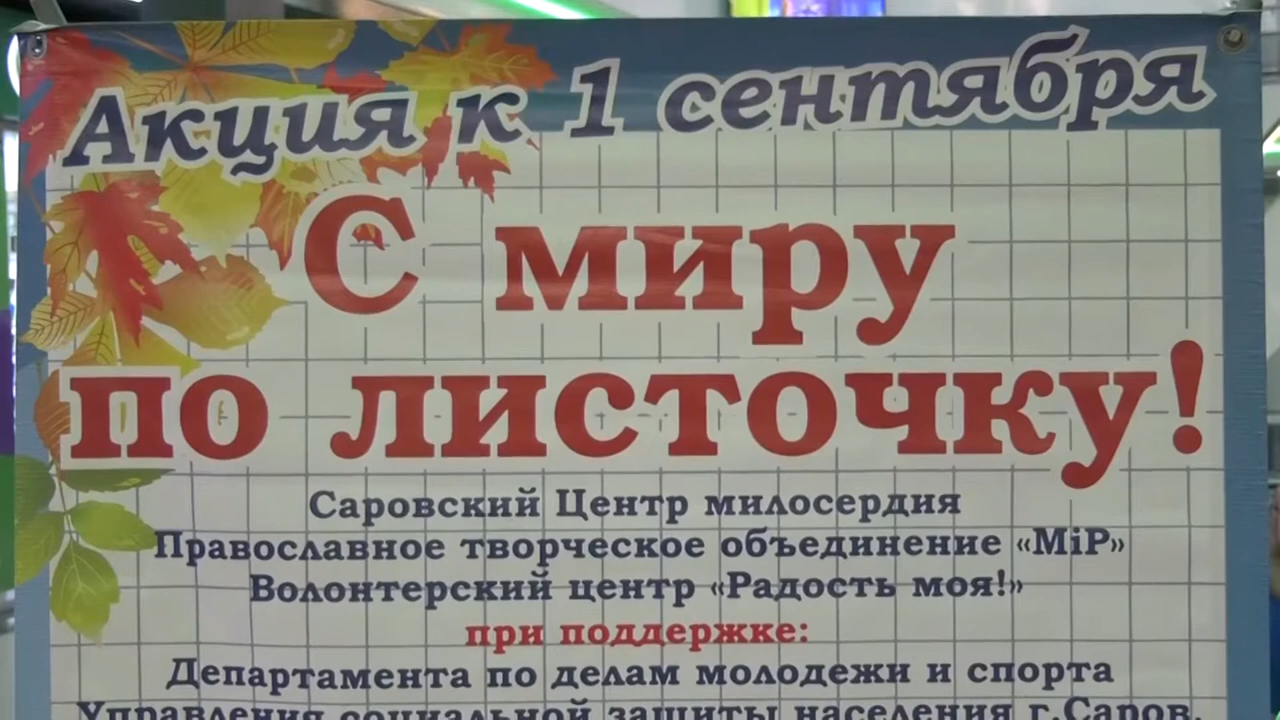 Акция к 1 сентября
С миру
по листочку!
Саровский Центр милосердия
Православное творческое объединение «МiР»
Волонтерский центр «Радость моя!»
при поддержке:
Департамента по делам молодежи и спорта
Управления социальной защиты населения г.Саров